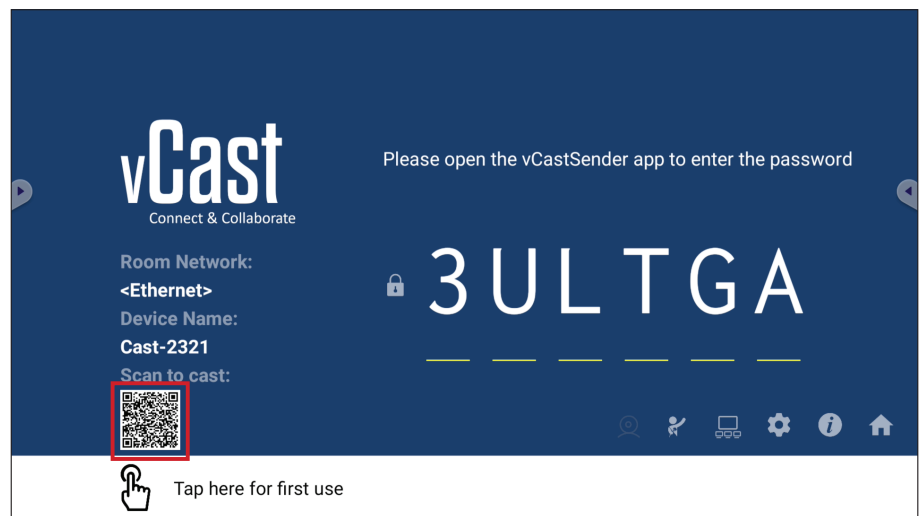 vCast
Connect & Collaborate
Please open the vCastSender app to enter the password
Room Network:
<Ethernet>
Device Name:
Cast-2321
Scan to cast:
3ULTGA
Tap here for first use